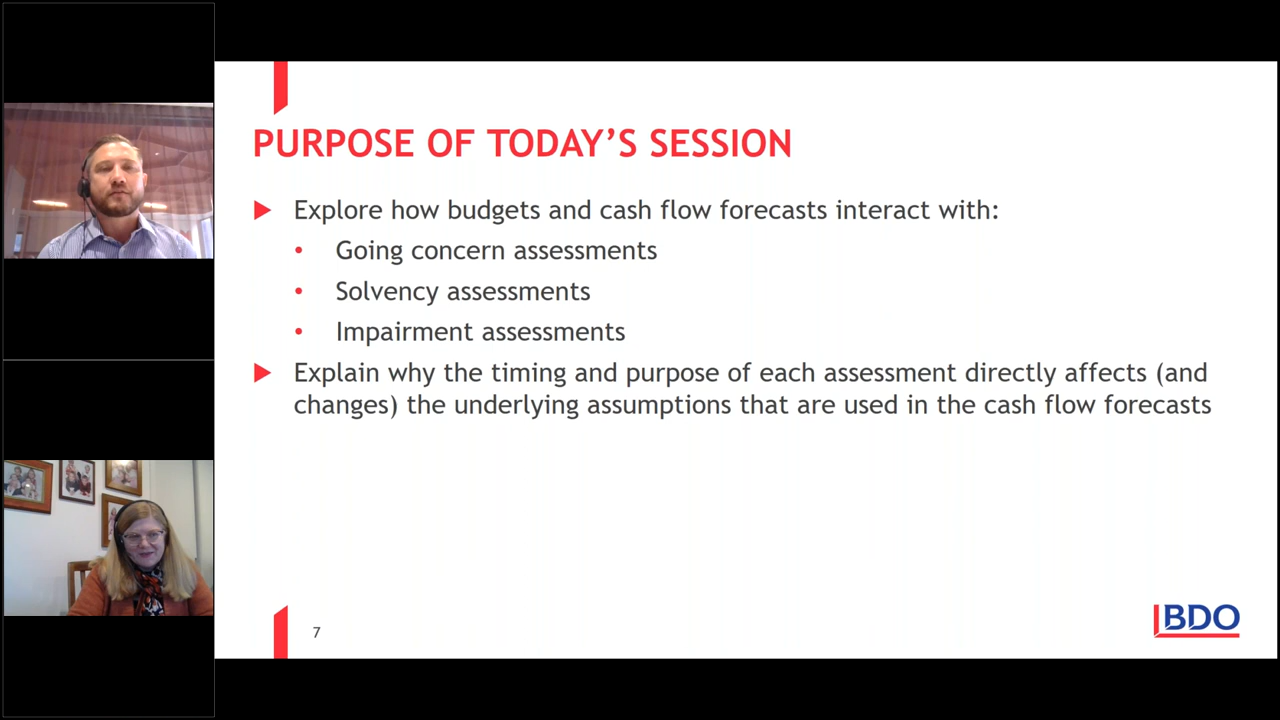 PURPOSE OF TODAY'S SESSION
Explore how budgets and cash flow forecasts interact with:
Going concern assessments
Solvency assessments
Impairment assessments
Explain why the timing and purpose of each assessment directly affects (and
changes) the underlying assumptions that are used in the cash flow forecasts
7
BDO